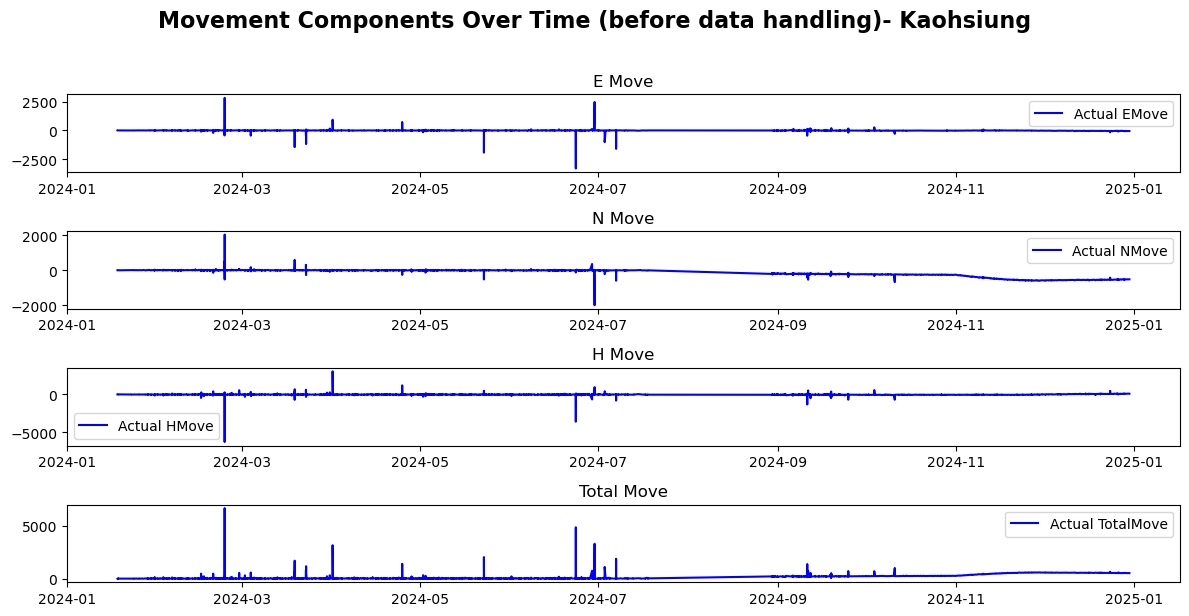 Movement Components Over Time (before data handling)- Kaohsiung
E Move
2500
0
−2500
Actual EMove
2024-01 2024-03 2024-05 2024-07 2024-09 2024-11 2025-01
N Move
2000
0
−2000
Actual NMove
2024-01 2024-03 2024-05 2024-07 2024-09 2024-11 2025-01
H Move
0
−5000
Actual HMove
2024-01 2024-03 2024-05 2024-07 2024-09 2024-11 2025-01
Total Move
5000
0
Actual TotalMove
2024-01 2024-03 2024-05 2024-07 2024-09 2024-11 2025-01